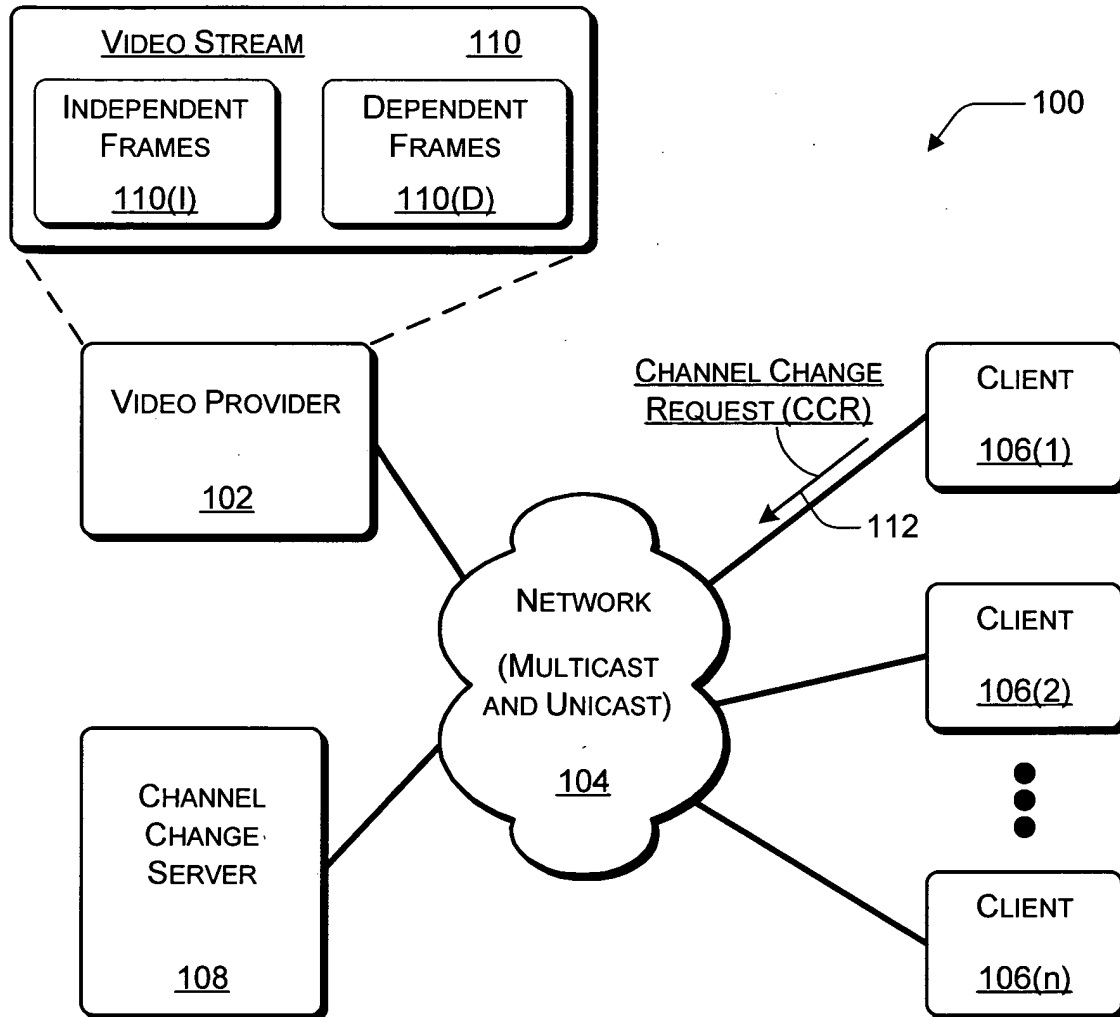 VIDEO STREAM 110
INDEPENDENT
FRAMES
110(I)
DEPENDENT
FRAMES
110(D)
100
VIDEO PROVIDER
102
CHANNEL CHANGE
REQUEST (CCR)
112
CLIENT
106(1)
NETWORK
(MULTICAST
AND UNICAST)
104
CLIENT
106(2)
CHANNEL
CHANGE
SERVER
108
CLIENT
106(n)